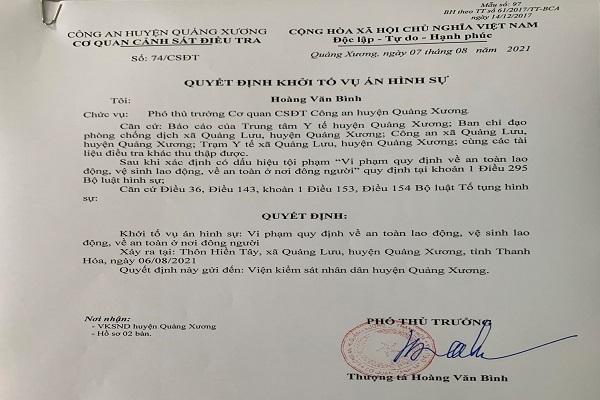 Mẫu số: 97
BH theo TT số 61/2017/TT-BCA
ngày 14/12/2017
CÔNG AN HUYỆN QUẢNG XƯƠNG
CƠ QUAN CẢNH SÁT ĐIỀU TRA
Số: 74/CSĐT
CỘNG HÒA XÃ HỘI CHỦ NGHĨA VIỆT NAM
Độc lập - Tự do - Hạnh phúc
Quảng Xương, ngày 07 tháng 08 năm 2021
QUYẾT ĐỊNH KHỞI TỐ VỤ ÁN HÌNH SỰ
Tôi: Hoàng Văn Bình
Chức vụ: Phó thủ trưởng Cơ quan CSĐT Công an huyện Quảng Xương.
Căn cứ: Báo cáo của Trung tâm Y tế huyện Quảng Xương; Ban chỉ đạo
phòng chống dịch xã Quảng Lưu, huyện Quảng Xương; Công an xã Quảng Lưu,
huyện Quảng Xương; Trạm Y tế xã Quảng Lưu, huyện Quảng Xương; cùng các tài
liệu điều tra khác thu thập được.
Sau khi xác định có dấu hiệu tội phạm "Vi phạm quy định về an toàn lao
động, vệ sinh lao động, về an toàn ở nơi đông người" quy định tại khoản 1 Điều 295
Bộ luật hình sự;
Căn cứ Điều 36, Điều 143, khoản 1 Điều 153, Điều 154 Bộ luật Tố tụng hình
sự;
QUYẾT ĐỊNH:
Khởi tố vụ án hình sự: Vi phạm quy định về an toàn lao động, vệ sinh lao
động, về an toàn ở nơi đông người
Xảy ra tại: Thôn Hiền Tây, xã Quảng Lưu, huyện Quảng Xương, tỉnh Thanh
Hóa, ngày 06/08/2021
Quyết định này gửi đến: Viện kiểm sát nhân dân huyện Quảng Xương.
Nơi nhận:
- VKSND huyện Quảng Xương
- Hồ sơ 02 bản.
PHÓ THỦ TRƯỞNG
Thượng tá Hoàng Văn Bình